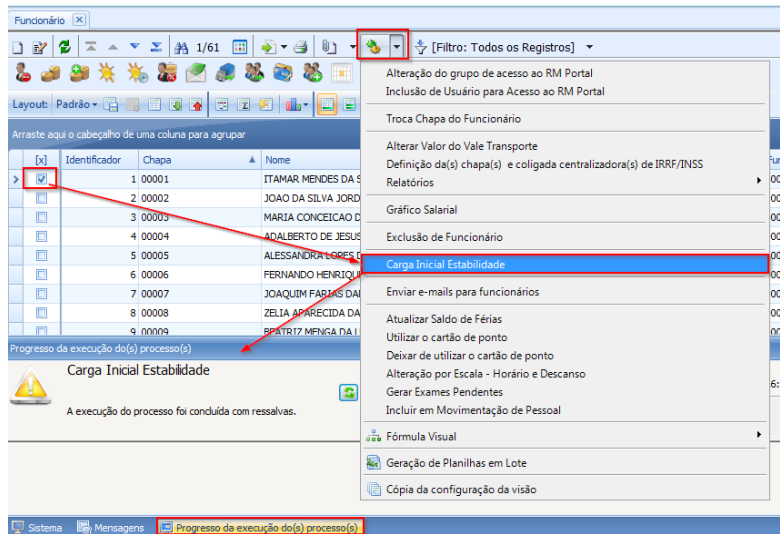 Funcionário [X]
1/61 [Filtro: Todos os Registros]
Layout: Padrão
Arraste aqui o cabeçalho de uma coluna para agrupar
[x] Identificador Chapa Nome
1 00001 ITAMAR MENDES DA S
2 00002 JOAO DA SILVA JORD
3 00003 MARIA CONCEICAO D
4 00004 ADALBERTO DE JESUS
5 00005 ALESSANDRA LOPES D
6 00006 FERNANDO HENRIQU
7 00007 JOAQUIM FARIAS DA
8 00008 ZELIA APARECIDA DA
9 00009 BEATRIZ MENGA DA L
Alteração do grupo de acesso ao RM Portal
Inclusão de Usuário para Acesso ao RM Portal
Troca Chapa do Funcionário
Alterar Valor do Vale Transporte
Definição da(s) chapa(s) e coligada centralizadora(s) de IRRF/INSS
Relatórios
Gráfico Salarial
Exclusão de Funcionário
Carga Inicial Estabilidade
Enviar e-mails para funcionários
Atualizar Saldo de Férias
Utilizar o cartão de ponto
Deixar de utilizar o cartão de ponto
Alteração por Escala - Horário e Descanso
Gerar Exames Pendentes
Incluir em Movimentação de Pessoal
Fórmula Visual
Geração de Planilhas em Lote
Cópia da configuração da visão
Progresso da execução do(s) processo(s)
Carga Inicial Estabilidade
A execução do processo foi concluída com ressalvas.
Sistema Mensagens Progresso da execução do(s) processo(s)